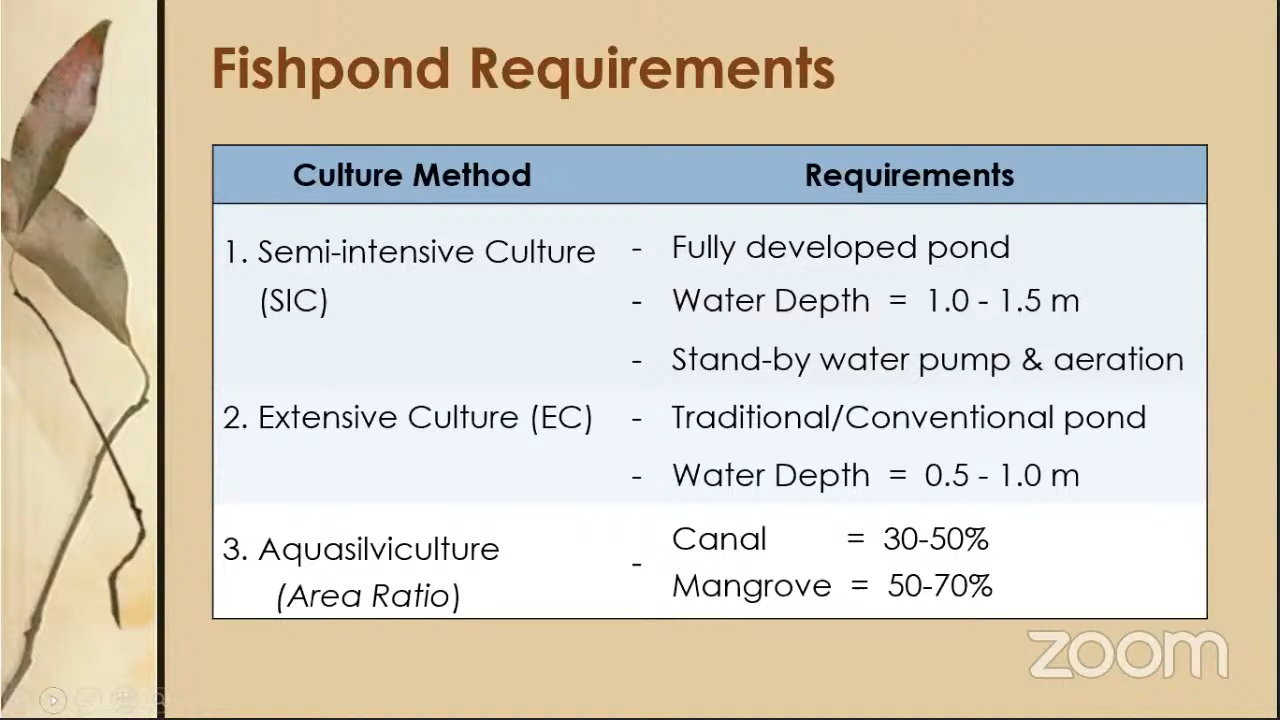 Fishpond Requirements
Culture Method Requirements
1. Semi-intensive Culture - Fully developed pond
(SIC) - Water Depth = 1.0 - 1.5 m
- Stand-by water pump & aeration
2. Extensive Culture (EC) - Traditional/Conventional pond
- Water Depth = 0.5 - 1.0 m
3. Aquasilviculture - Canal = 30-50%
(Area Ratio) Mangrove = 50-70%
zoom